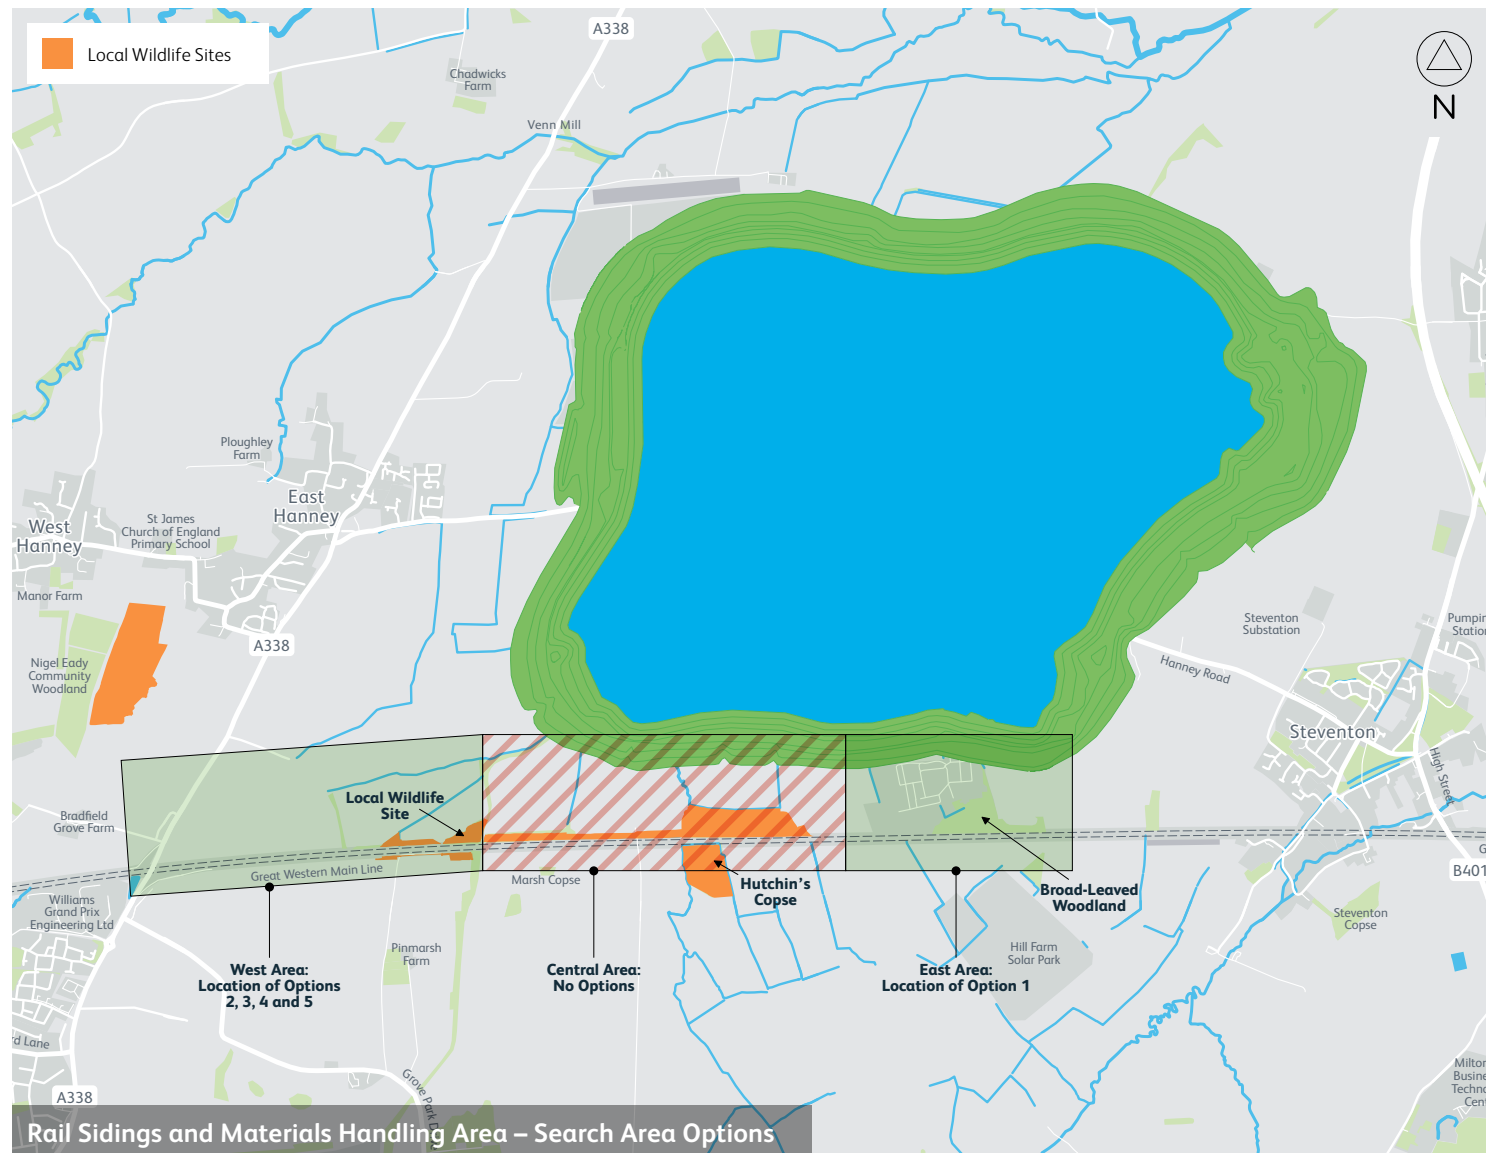 Local Wildlife Sites
A338
N
Chadwicks
Farm
Venn Mill
Ploughley
Farm
East
Hanney
West
Hanney
St James
Church of England
Primary School
Manor Farm
A338
Nigel Eady
Community
Woodland
Steventon
Substation
Hanney Road
Steventon
High Street
Local Wildlife
Site
Bradfield
Grove Farm
Great Western Main Line
Marsh Copse
Hutchin's
Copse
Broad-Leaved
Woodland
Williams
Grand Prix
Engineering Ltd
Pinmarsh
Farm
Hill Farm
Solar Park
Steventon
Copse
West Area:
Location of Options
2, 3, 4 and 5
Central Area:
No Options
East Area:
Location of Option 1
Lane
A338
Grove Park
Rail Sidings and Materials Handling Area – Search Area Options